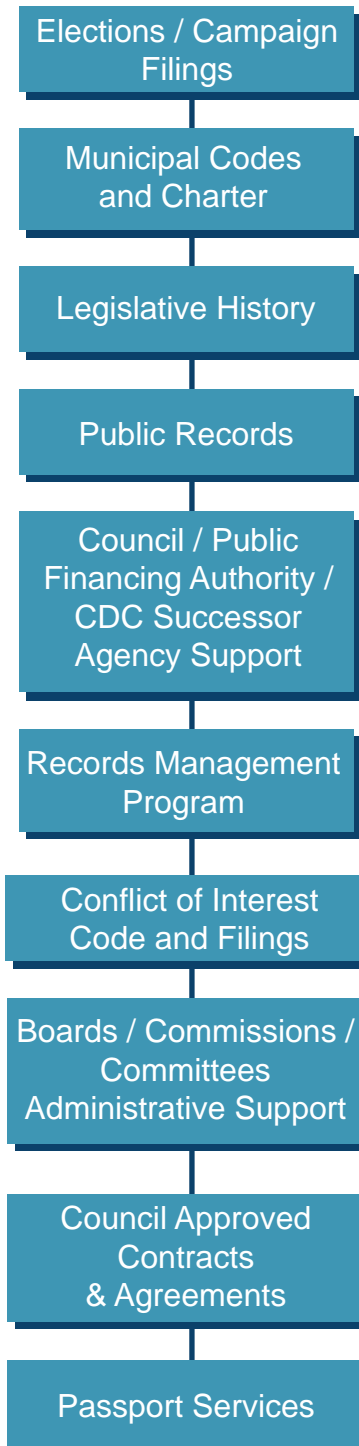 Elections / Campaign
Filings
Municipal Codes
and Charter
Legislative History
Public Records
Council / Public
Financing Authority /
CDC Successor
Agency Support
Records Management
Program
Conflict of Interest
Code and Filings
Boards / Commissions /
Committees
Administrative Support
Council Approved
Contracts
& Agreements
Passport Services